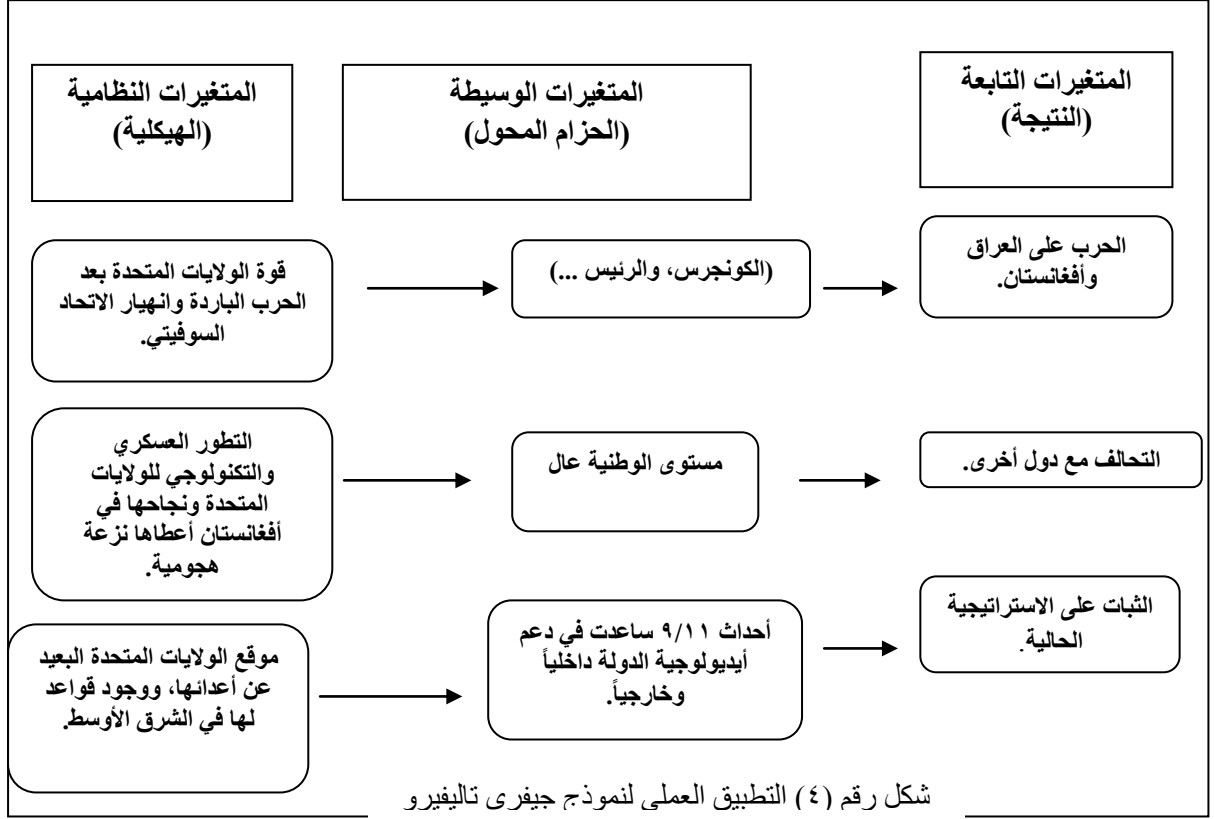 المتغيرات التابعة
(النتيجة)
المتغيرات الوسيطة
(الحزام المحول)
المتغيرات النظامية
(الهيكلية)
الحرب على العراق
وأفغانستان.
(الكونجرس، والرئيس ...)
قوة الولايات المتحدة بعد
الحرب الباردة وانهيار الاتحاد
السوفيتي.
التحالف مع دول أخرى.
مستوى الوطنية عال
التطور العسكري
والتكنولوجي للولايات
المتحدة ونجاحها في
أفغانستان أعطاها نزعة
هجومية.
الثبات على الاستراتيجية
الحالية.
أحداث ٩/١١ ساعدت في دعم
أيديولوجية الدولة داخلياً
وخارجياً.
موقع الولايات المتحدة البعيد
عن أعدائها، ووجود قواعد
لها في الشرق الأوسط.
شكل رقم (٤) التطبيق العملي لنموذج جيفري تاليفيرو